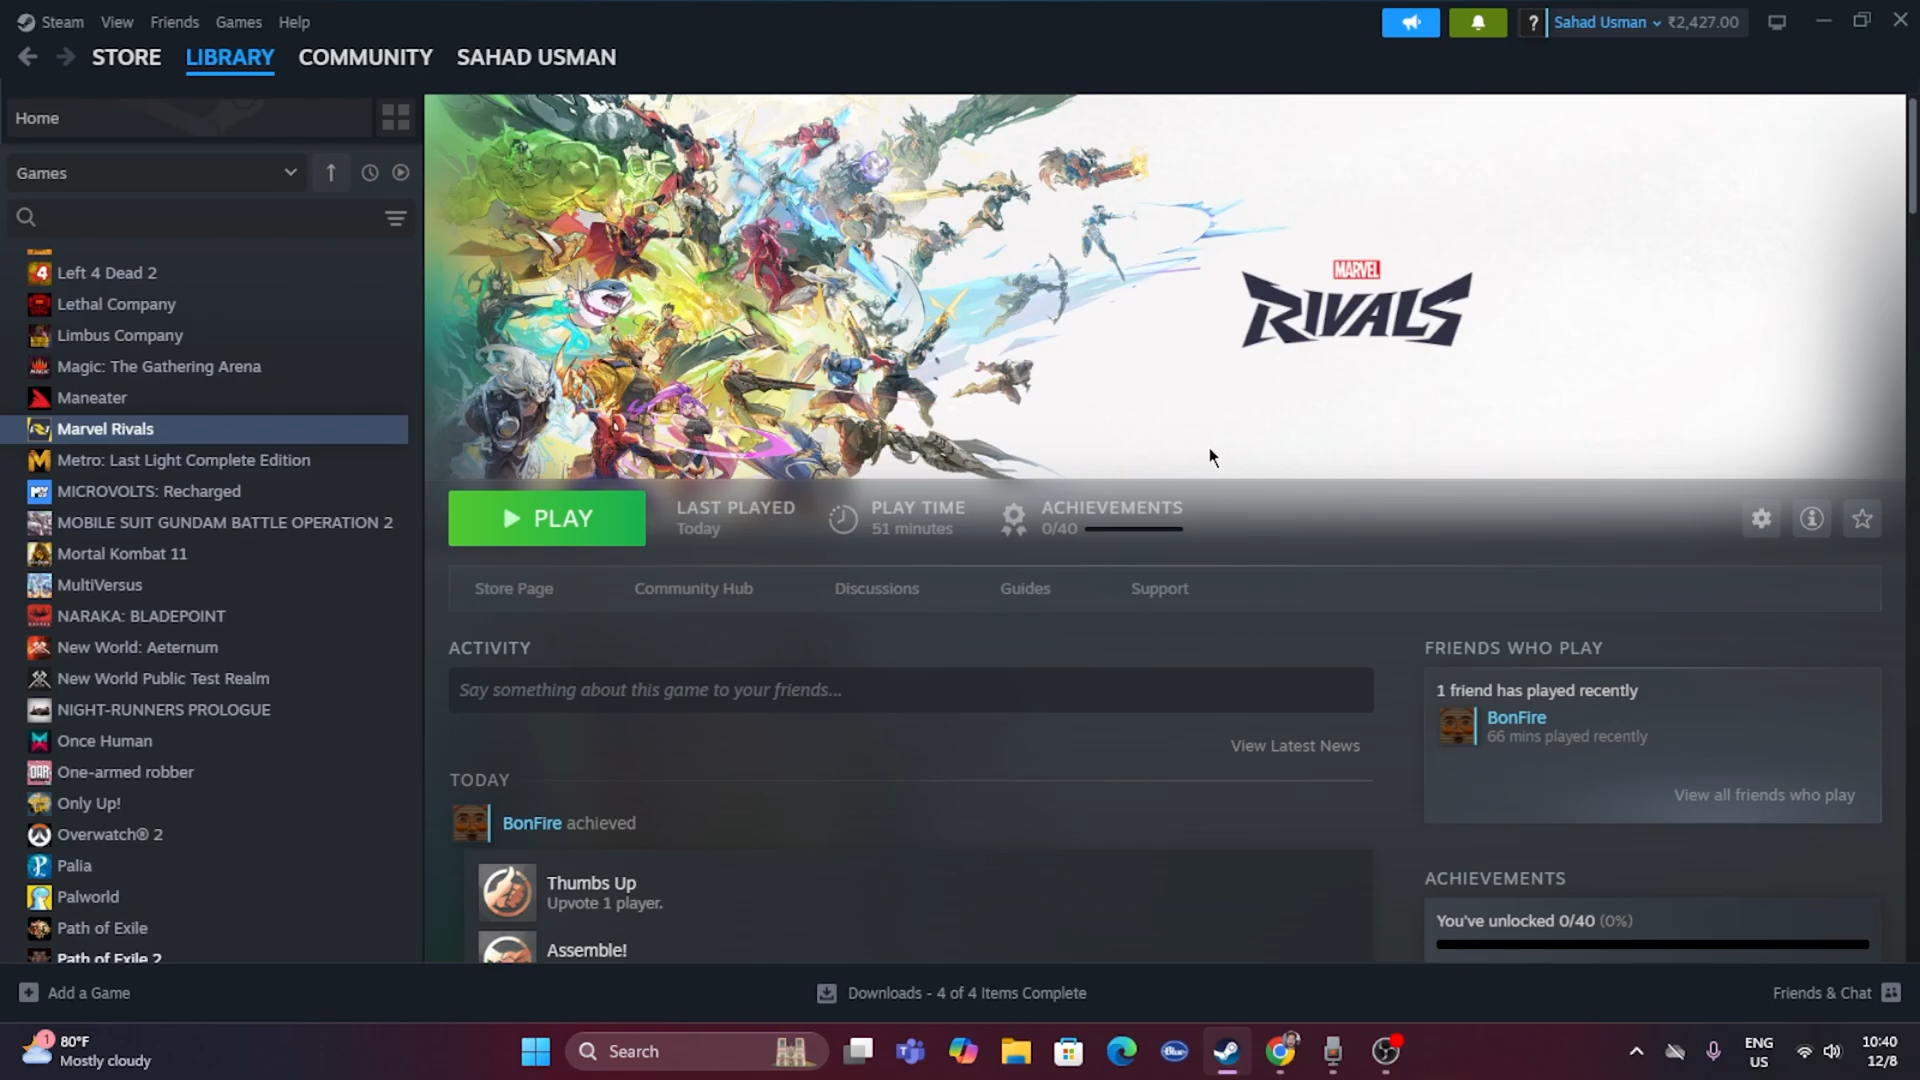 Steam View Friends Games Help
? Sahad Usman ₹2,427.00
STORE LIBRARY COMMUNITY SAHAD USMAN
Home
Games
Left 4 Dead 2
Lethal Company
Limbus Company
Magic: The Gathering Arena
Maneater
Marvel Rivals
Metro: Last Light Complete Edition
MICROVOLTS: Recharged
MOBILE SUIT GUNDAM BATTLE OPERATION 2
Mortal Kombat 11
MultiVersus
NARAKA: BLADEPOINT
New World: Aeternum
New World Public Test Realm
NIGHT-RUNNERS PROLOGUE
Once Human
One-armed robber
Only Up!
Overwatch® 2
Palia
Palworld
Path of Exile
Path of Exile 2
MARVEL
RIVALS
PLAY
LAST PLAYED
Today
PLAY TIME
51 minutes
ACHIEVEMENTS
0/40
Store Page Community Hub Discussions Guides Support
ACTIVITY
Say something about this game to your friends...
View Latest News
TODAY
BonFire achieved
Thumbs Up
Upvote 1 player.
Assemble!
FRIENDS WHO PLAY
1 friend has played recently
BonFire
66 mins played recently
View all friends who play
ACHIEVEMENTS
You've unlocked 0/40 (0%)
Add a Game
Downloads - 4 of 4 Items Complete
Friends & Chat
1
80°F
Mostly cloudy
Search
ENG
US
10:40
12/8